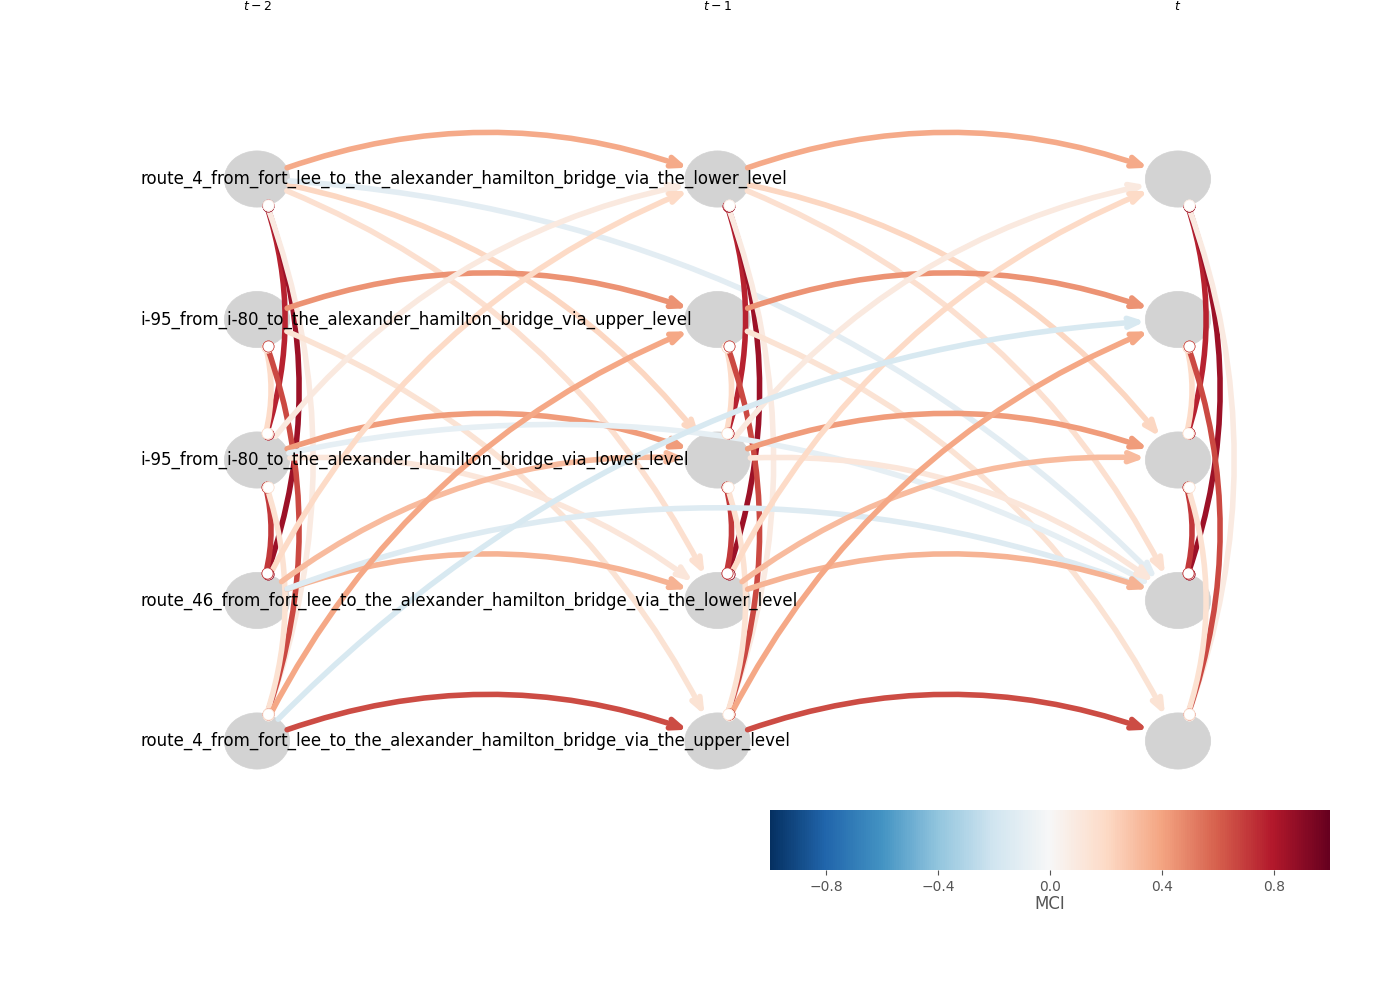 t − 2 t − 1 t
route_4_from_fort_lee_to_the_alexander_hamilton_bridge_via_the_lower_level
i-95_from_i-80_to_the_alexander_hamilton_bridge_via_upper_level
i-95_from_i-80_to_the_alexander_hamilton_bridge_via_lower_level
route_46_from_fort_lee_to_the_alexander_hamilton_bridge_via_the_lower_level
route_4_from_fort_lee_to_the_alexander_hamilton_bridge_via_the_upper_level
−0.8 −0.4 0.0 0.4 0.8
MCI